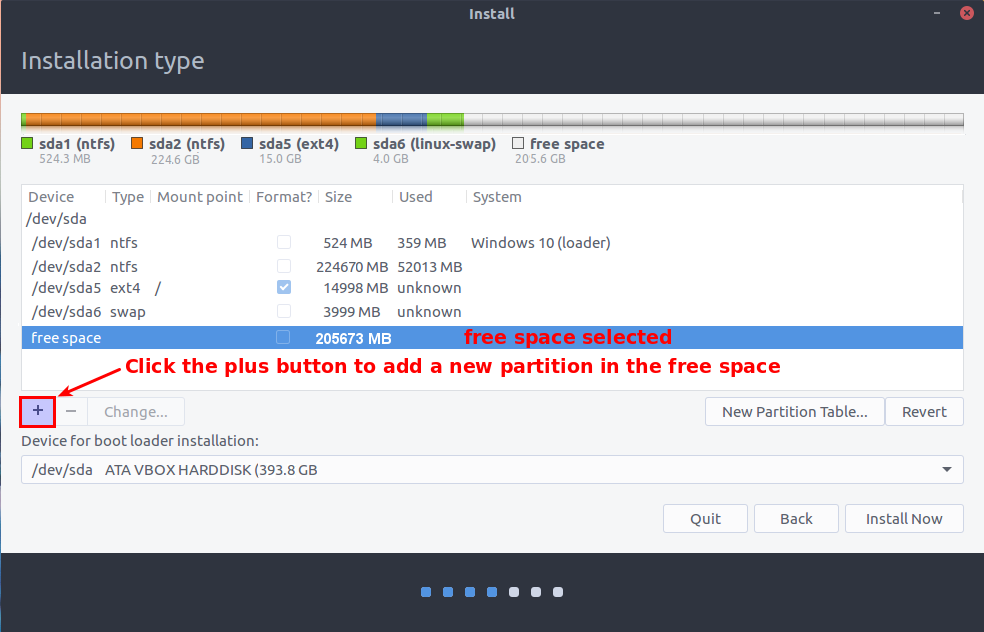 Install
Installation type
sda1 (ntfs) sda2 (ntfs) sda5 (ext4) sda6 (linux-swap) free space
524.3 MB 224.6 GB 15.0 GB 4.0 GB 205.6 GB
Device Type Mount point Format? Size Used System
/dev/sda
/dev/sda1 ntfs 524 MB 359 MB Windows 10 (loader)
/dev/sda2 ntfs 224670 MB 52013 MB
/dev/sda5 ext4 / 14998 MB unknown
/dev/sda6 swap 3999 MB unknown
free space 205673 MB free space selected
Click the plus button to add a new partition in the free space
+ − Change... New Partition Table... Revert
Device for boot loader installation:
/dev/sda ATA VBOX HARDDISK (393.8 GB
Quit Back Install Now